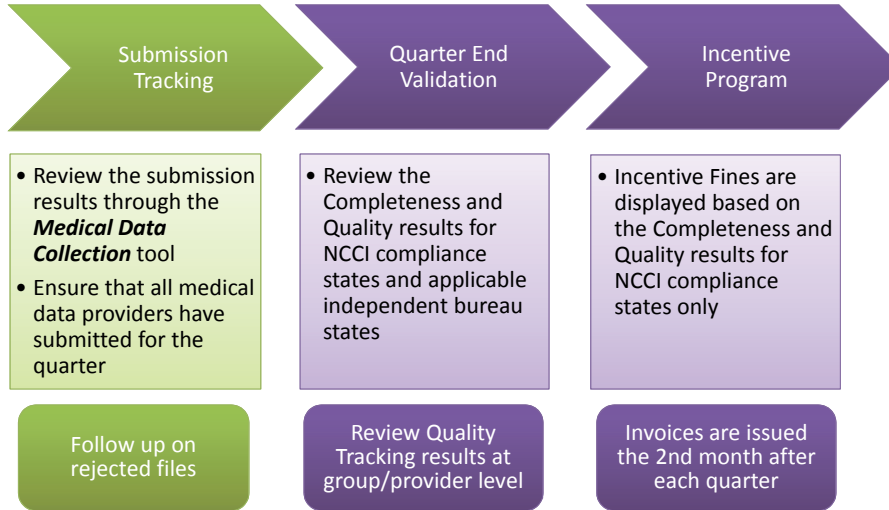 Submission
Tracking
Quarter End
Validation
Incentive
Program
• Review the submission
results through the
Medical Data
Collection tool
• Ensure that all medical
data providers have
submitted for the
quarter
• Review the
Completeness and
Quality results for
NCCI compliance
states and applicable
independent bureau
states
• Incentive Fines are
displayed based on
the Completeness and
Quality results for
NCCI compliance
states only
Follow up on
rejected files
Review Quality
Tracking results at
group/provider level
Invoices are issued
the 2nd month after
each quarter